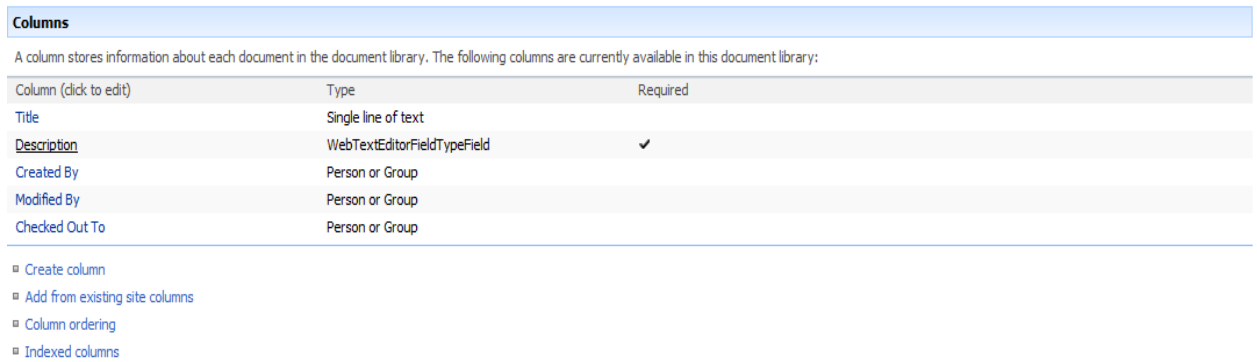 Columns
A column stores information about each document in the document library. The following columns are currently available in this document library:
Column (click to edit) Type Required
Title Single line of text
Description WebTextEditorFieldTypeField ✔
Created By Person or Group
Modified By Person or Group
Checked Out To Person or Group
Create column
Add from existing site columns
Column ordering
Indexed columns